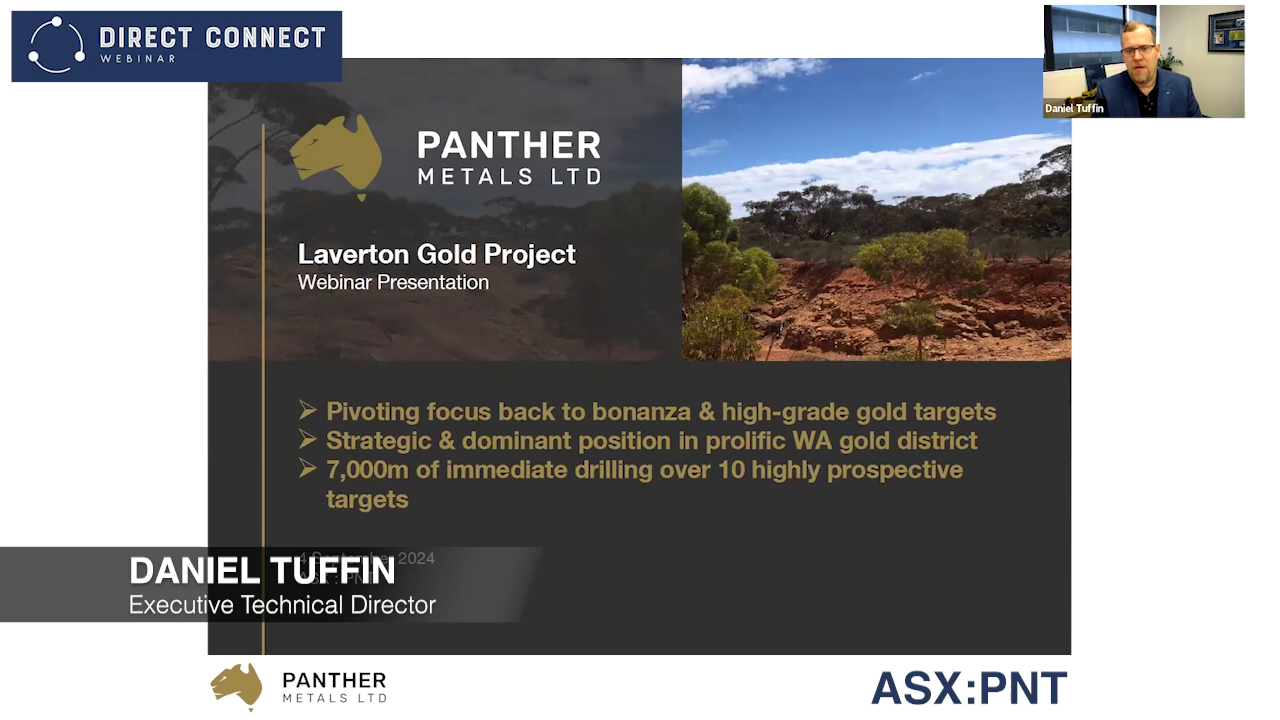 DIRECT CONNECT
WEBINAR
Daniel Tuffin
PANTHER
METALS LTD
Laverton Gold Project
Webinar Presentation
➢ Pivoting focus back to bonanza & high-grade gold targets
➢ Strategic & dominant position in prolific WA gold district
➢ 7,000m of immediate drilling over 10 highly prospective
targets
4 September 2024
DANIEL TUFFIN
Executive Technical Director
PANTHER
METALS LTD
ASX:PNT